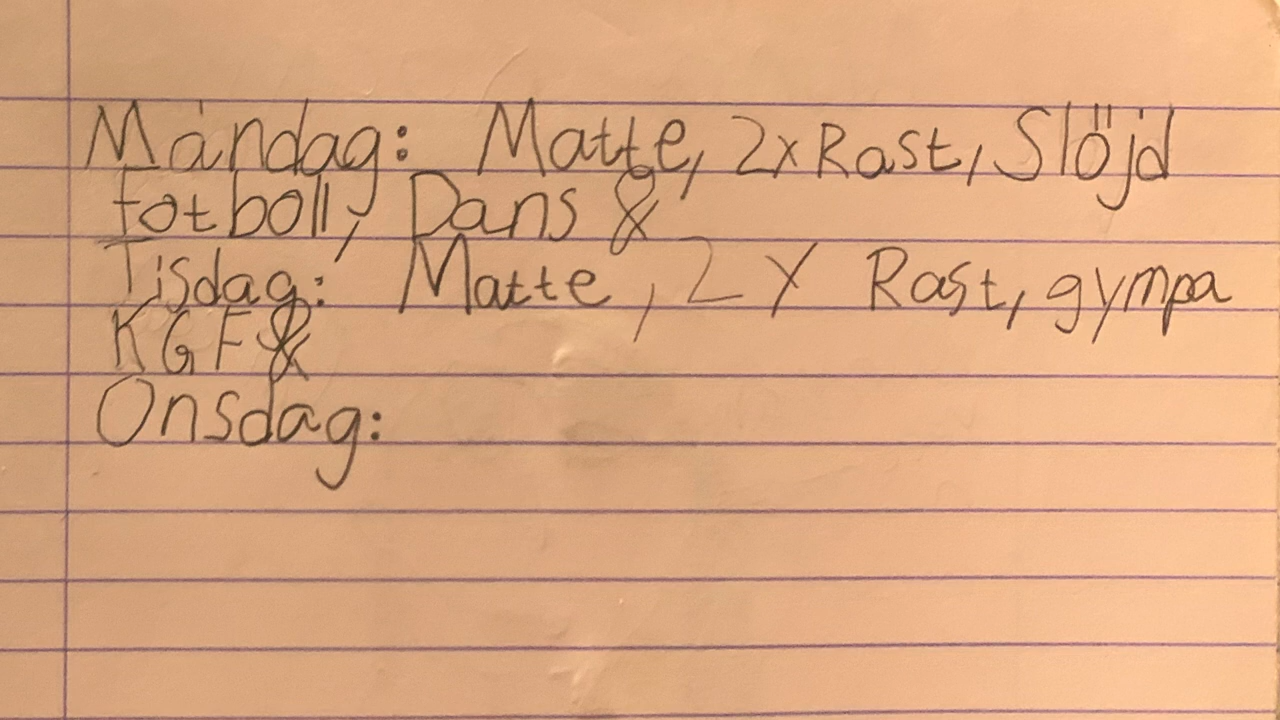 Måndag: Matte, 2x Rast, Slöjd
fotboll, Dans &
Tisdag: Matte, 2 X Rast, gympa
KGF &
Onsdag: